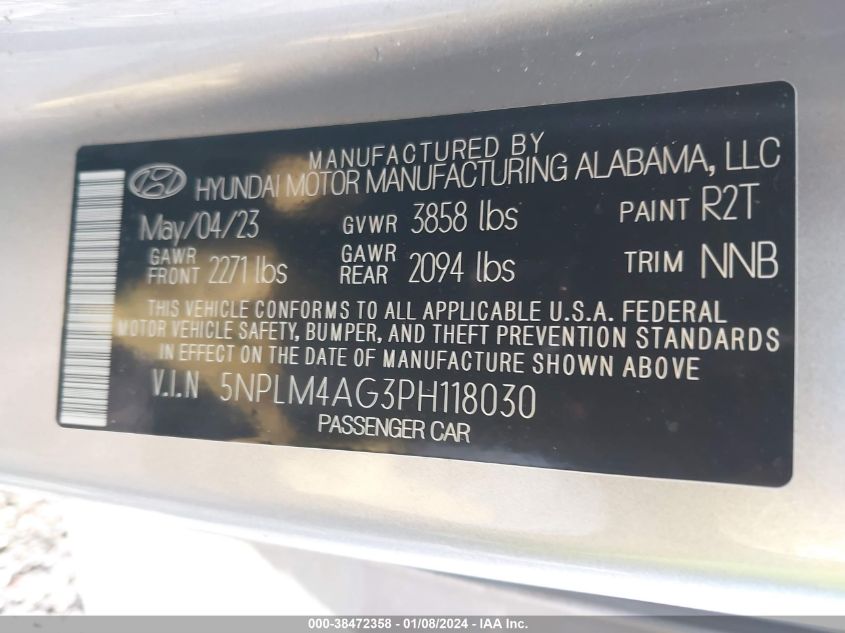 MANUFACTURED BY
HYUNDAI MOTOR MANUFACTURING ALABAMA, LLC
May/04/23 GVWR 3858 lbs PAINT R2T
GAWR FRONT 2271 lbs GAWR REAR 2094 lbs TRIM NNB
THIS VEHICLE CONFORMS TO ALL APPLICABLE U.S.A. FEDERAL
MOTOR VEHICLE SAFETY, BUMPER, AND THEFT PREVENTION STANDARDS
IN EFFECT ON THE DATE OF MANUFACTURE SHOWN ABOVE
V.I.N 5NPLM4AG3PH118030
PASSENGER CAR
000-38472358 - 01/08/2024 - IAA Inc.